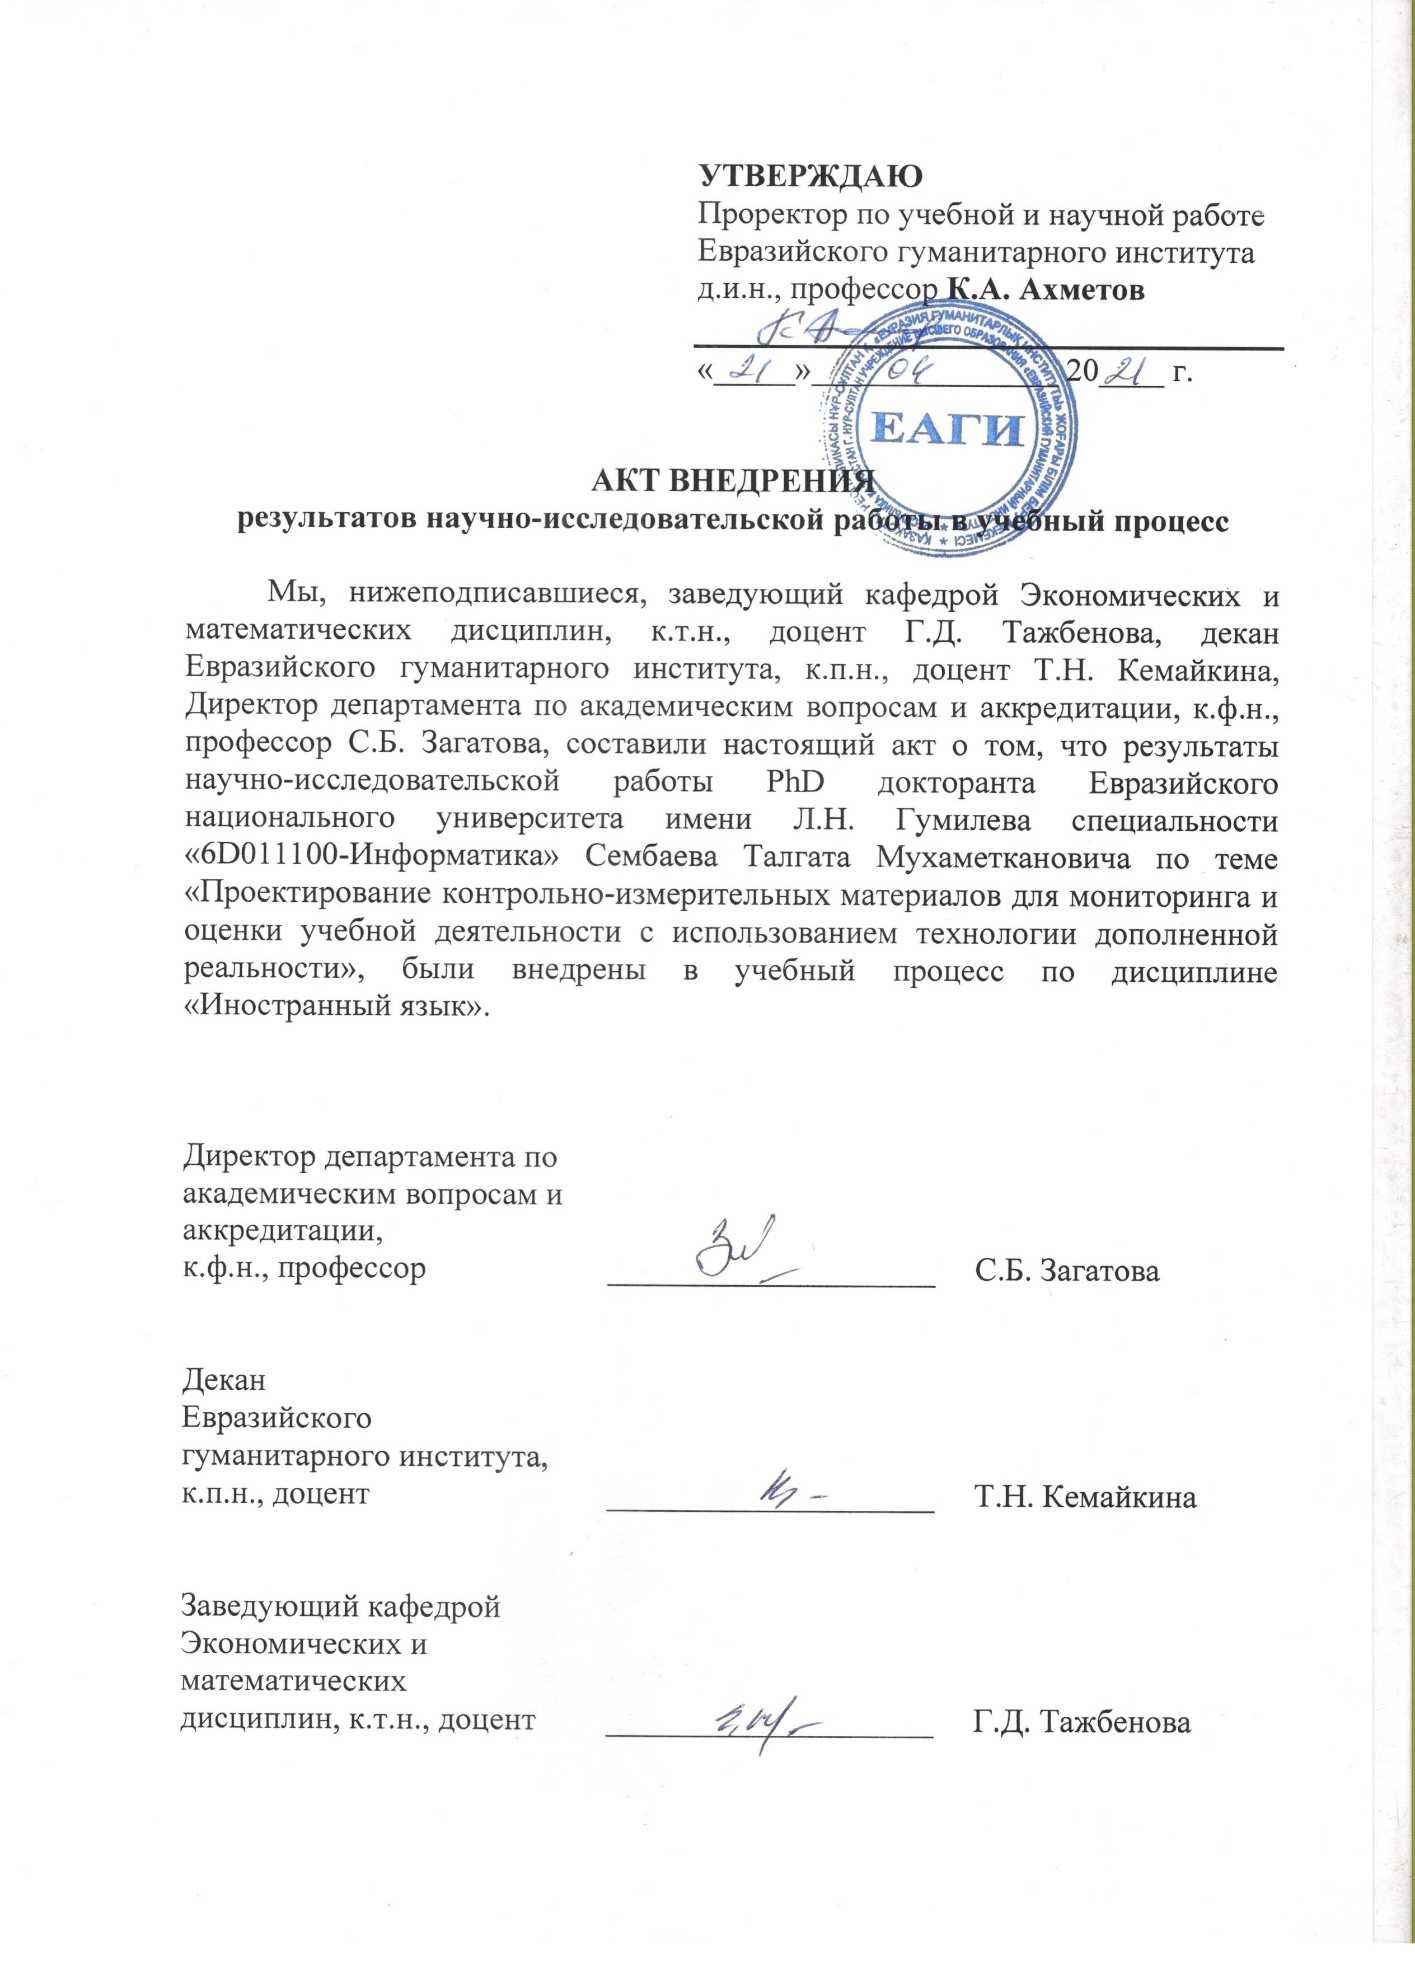 УТВЕРЖДАЮ
Проректор по учебной и научной работе
Евразийского гуманитарного института
д.и.н., профессор К.А. Ахметов
«21» 04 2021 г.
ЕАГИ
АКТ ВНЕДРЕНИЯ
результатов научно-исследовательской работы в учебный процесс
Мы, нижеподписавшиеся, заведующий кафедрой Экономических и
математических дисциплин, к.т.н., доцент Г.Д. Тажбенова, декан
Евразийского гуманитарного института, к.п.н., доцент Т.Н. Кемайкина,
Директор департамента по академическим вопросам и аккредитации, к.ф.н.,
профессор С.Б. Загатова, составили настоящий акт о том, что результаты
научно-исследовательской работы PhD докторанта Евразийского
национального университета имени Л.Н. Гумилева специальности
«6D011100-Информатика» Сембаева Талгата Мухаметкановича по теме
«Проектирование контрольно-измерительных материалов для мониторинга и
оценки учебной деятельности с использованием технологии дополненной
реальности», были внедрены в учебный процесс по дисциплине
«Иностранный язык».
Директор департамента по
академическим вопросам и
аккредитации,
к.ф.н., профессор С.Б. Загатова
Декан
Евразийского
гуманитарного института,
к.п.н., доцент Т.Н. Кемайкина
Заведующий кафедрой
Экономических и
математических
дисциплин, к.т.н., доцент Г.Д. Тажбенова